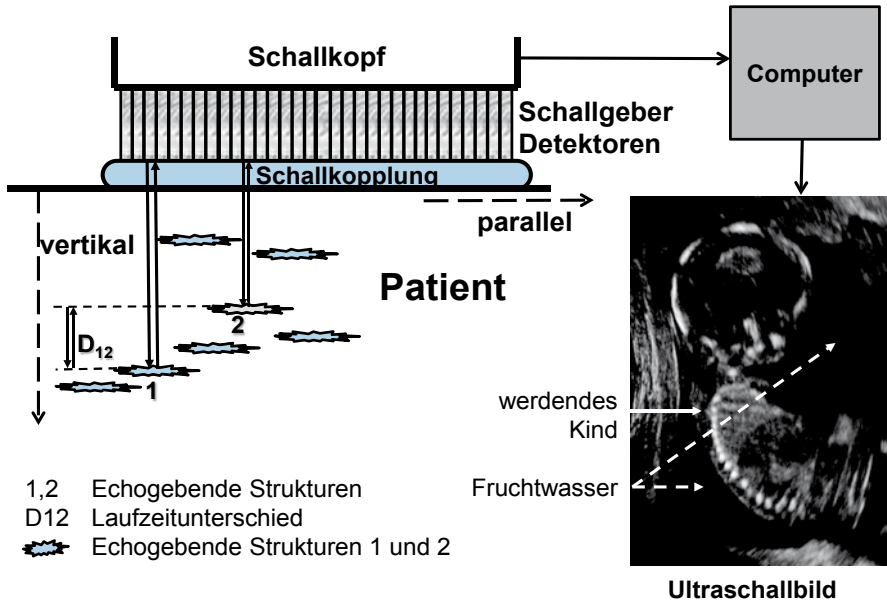 Schallkopf
Computer
Schallgeber
Detektoren
Schallkopplung
parallel
vertikal
Patient
2
D12
1
werdendes
Kind
Fruchtwasser
1,2 Echogebende Strukturen
D12 Laufzeitunterschied
Echogebende Strukturen 1 und 2
Ultraschallbild